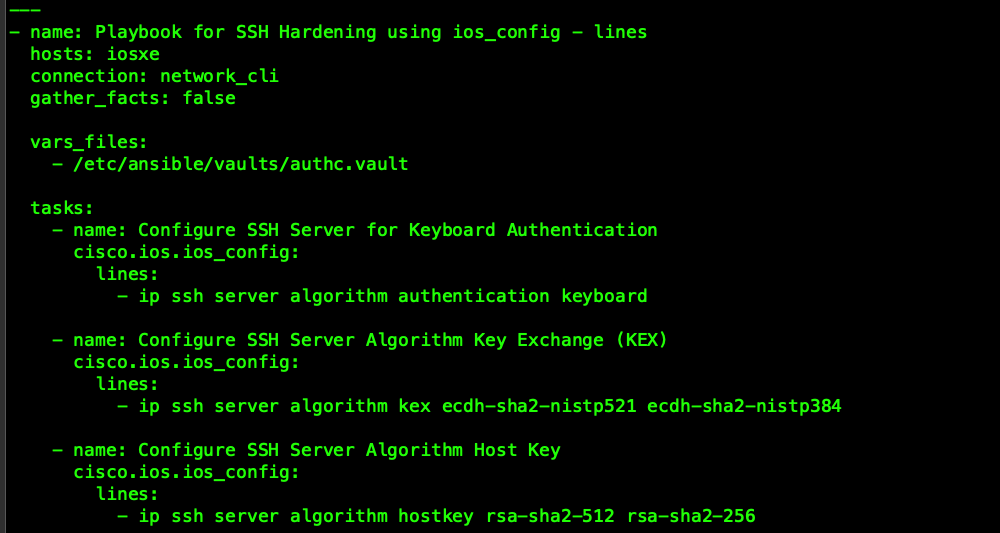 ---
- name: Playbook for SSH Hardening using ios_config - lines
  hosts: iosxe
  connection: network_cli
  gather_facts: false

  vars_files:
    - /etc/ansible/vaults/authc.vault

  tasks:
    - name: Configure SSH Server for Keyboard Authentication
      cisco.ios.ios_config:
        lines:
          - ip ssh server algorithm authentication keyboard

    - name: Configure SSH Server Algorithm Key Exchange (KEX)
      cisco.ios.ios_config:
        lines:
          - ip ssh server algorithm kex ecdh-sha2-nistp521 ecdh-sha2-nistp384

    - name: Configure SSH Server Algorithm Host Key
      cisco.ios.ios_config:
        lines:
          - ip ssh server algorithm hostkey rsa-sha2-512 rsa-sha2-256